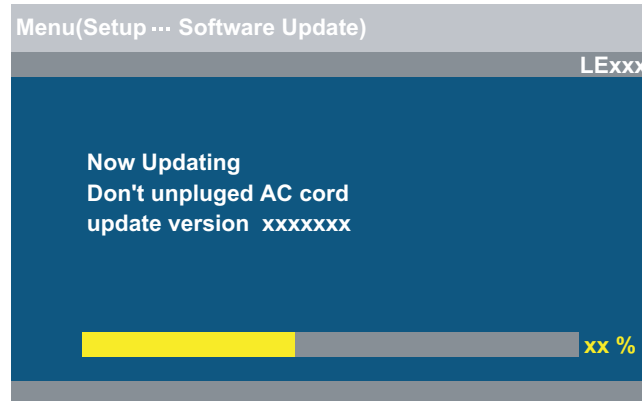 Menu(Setup ··· Software Update)
LExxx
Now Updating
Don't unpluged AC cord
update version xxxxxxx
xx %